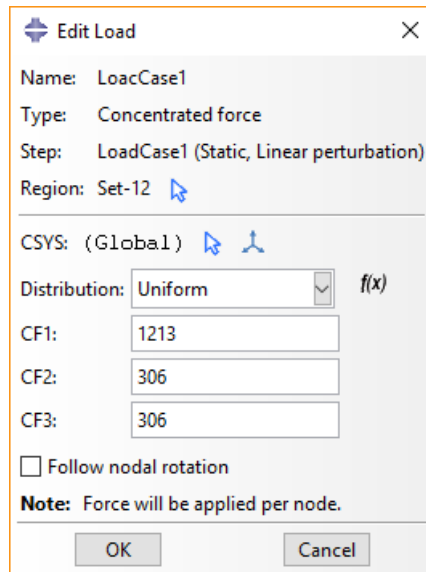 Edit Load
Name: LoacCase1
Type: Concentrated force
Step: LoadCase1 (Static, Linear perturbation)
Region: Set-12
CSYS: (Global)
Distribution: Uniform f(x)
CF1: 1213
CF2: 306
CF3: 306
Follow nodal rotation
Note: Force will be applied per node.
OK Cancel